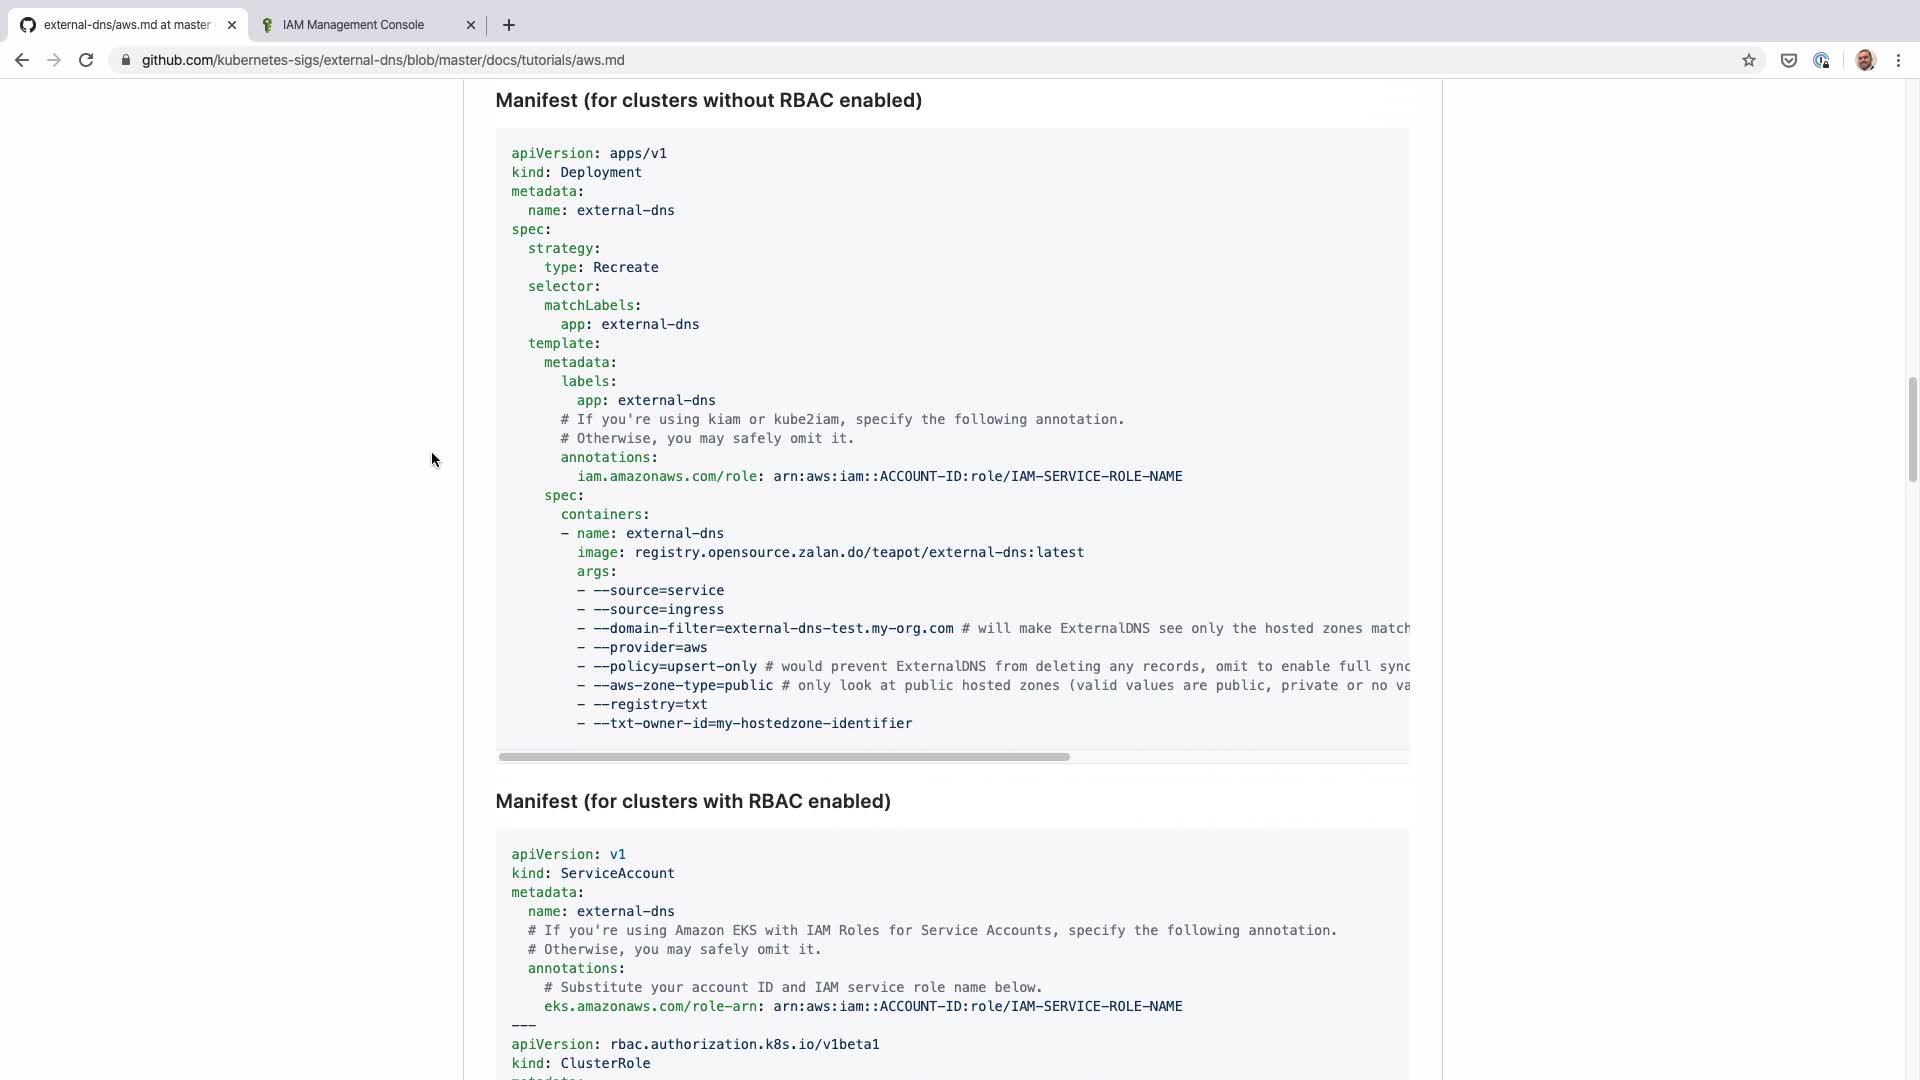 external-dns/aws.md at master
IAM Management Console
github.com/kubernetes-sigs/external-dns/blob/master/docs/tutorials/aws.md
Manifest (for clusters without RBAC enabled)
apiVersion: apps/v1
kind: Deployment
metadata:
  name: external-dns
spec:
  strategy:
    type: Recreate
  selector:
    matchLabels:
      app: external-dns
  template:
    metadata:
      labels:
        app: external-dns
      # If you're using kiam or kube2iam, specify the following annotation.
      # Otherwise, you may safely omit it.
      annotations:
        iam.amazonaws.com/role: arn:aws:iam::ACCOUNT-ID:role/IAM-SERVICE-ROLE-NAME
    spec:
      containers:
      - name: external-dns
        image: registry.opensource.zalan.do/teapot/external-dns:latest
        args:
        - --source=service
        - --source=ingress
        - --domain-filter=external-dns-test.my-org.com # will make ExternalDNS see only the hosted zones match
        - --provider=aws
        - --policy=upsert-only # would prevent ExternalDNS from deleting any records, omit to enable full sync
        - --aws-zone-type=public # only look at public hosted zones (valid values are public, private or no va
        - --registry=txt
        - --txt-owner-id=my-hostedzone-identifier
Manifest (for clusters with RBAC enabled)
apiVersion: v1
kind: ServiceAccount
metadata:
  name: external-dns
  # If you're using Amazon EKS with IAM Roles for Service Accounts, specify the following annotation.
  # Otherwise, you may safely omit it.
  annotations:
    # Substitute your account ID and IAM service role name below.
    eks.amazonaws.com/role-arn: arn:aws:iam::ACCOUNT-ID:role/IAM-SERVICE-ROLE-NAME
---
apiVersion: rbac.authorization.k8s.io/v1beta1
kind: ClusterRole